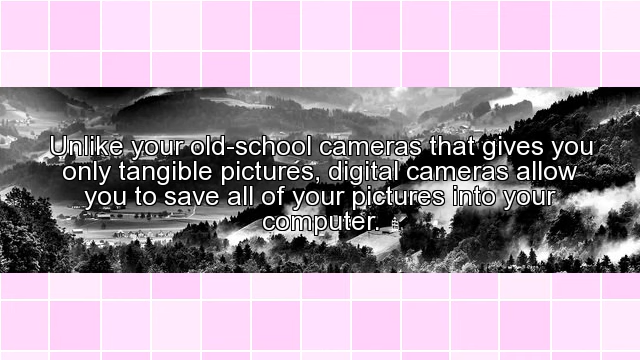 Unlike your old-school cameras that gives you
only tangible pictures, digital cameras allow
you to save all of your pictures into your
computer.